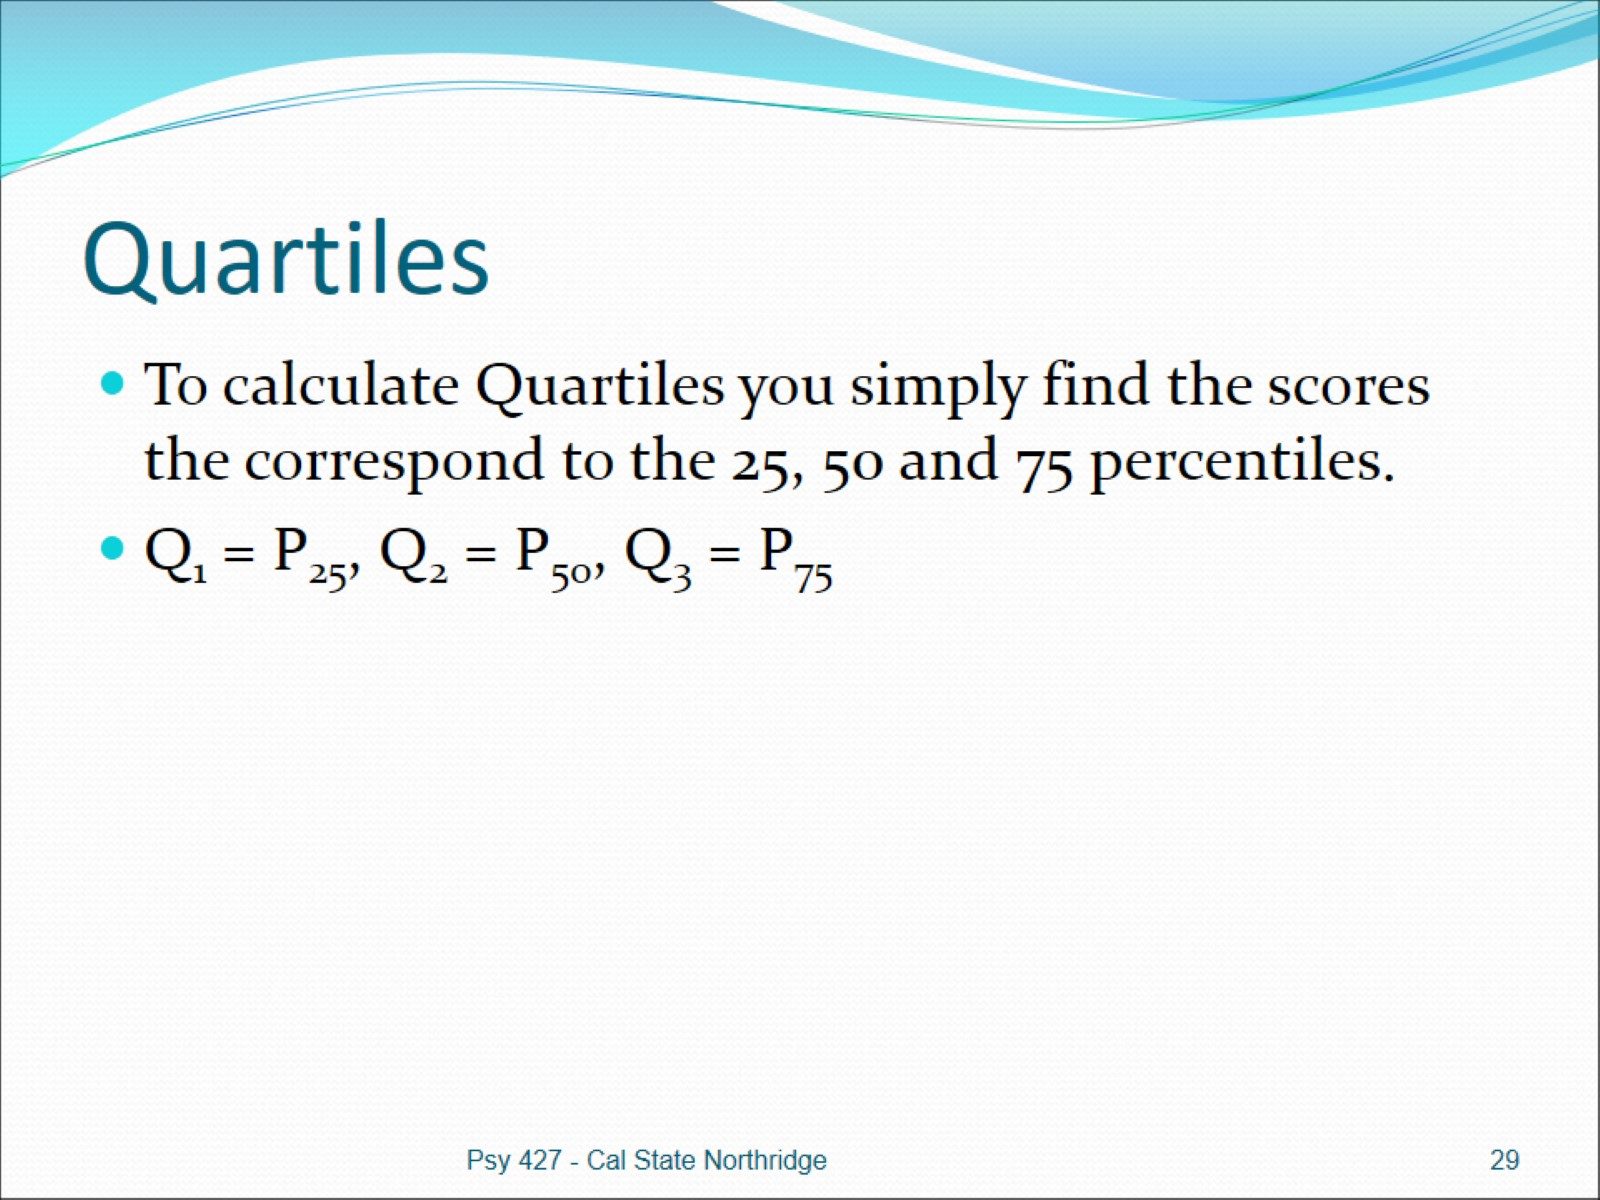 Quartiles
• To calculate Quartiles you simply find the scores
the correspond to the 25, 50 and 75 percentiles.
• Q₁ = P₂₅, Q₂ = P₅₀, Q₃ = P₇₅
Psy 427 - Cal State Northridge
29